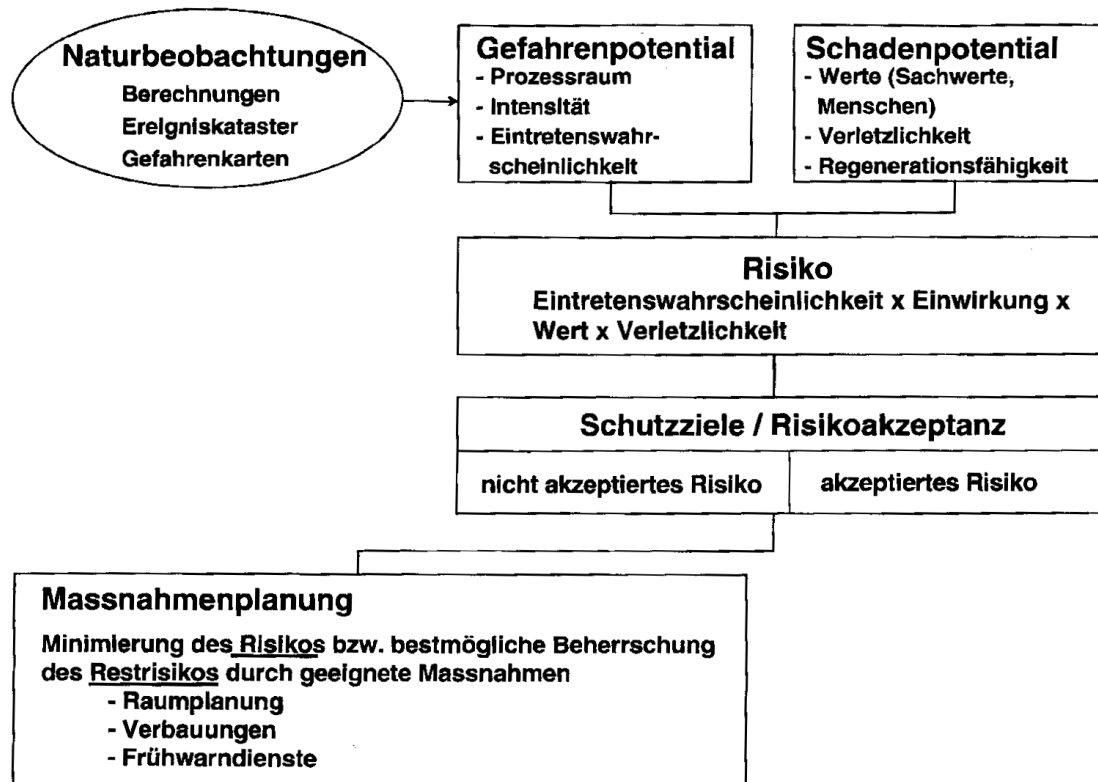 Naturbeobachtungen
Berechnungen
Ereigniskataster
Gefahrenkarten
Gefahrenpotential
- Prozessraum
- Intensität
- Eintretenswahr-
scheinlichkeit
Schadenpotential
- Werte (Sachwerte,
Menschen)
- Verletzlichkeit
- Regenerationsfähigkeit
Risiko
Eintretenswahrscheinlichkeit x Einwirkung x
Wert x Verletzlichkeit
Schutzziele / Risikoakzeptanz
nicht akzeptiertes Risiko
akzeptiertes Risiko
Massnahmenplanung
Minimierung des Risikos bzw. bestmögliche Beherrschung
des Restrisikos durch geeignete Massnahmen
- Raumplanung
- Verbauungen
- Frühwarndienste